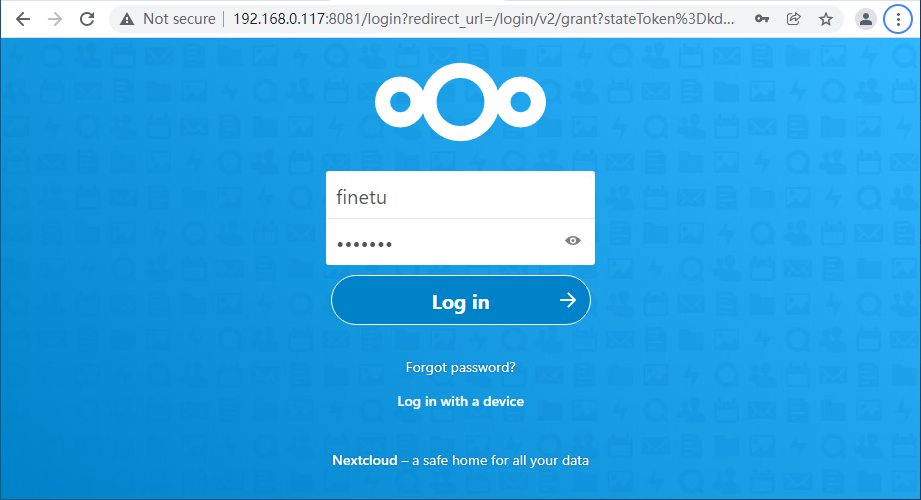 Not secure | 192.168.0.117:8081/login?redirect_url=/login/v2/grant?stateToken%3Dkd...
finetu
•••••••
Log in
Forgot password?
Log in with a device
Nextcloud – a safe home for all your data